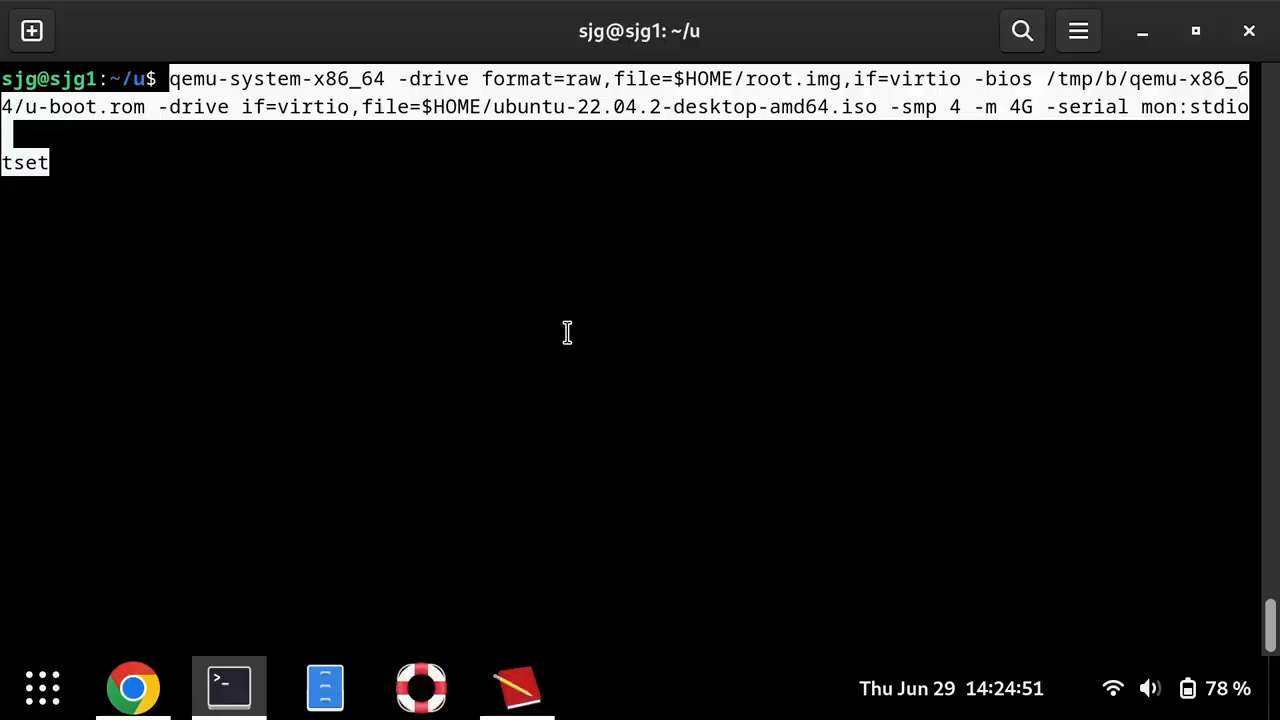 sjg@sjg1: ~/u
sjg@sjg1:~/u$ qemu-system-x86_64 -drive format=raw,file=$HOME/root.img,if=virtio -bios /tmp/b/qemu-x86_6
4/u-boot.rom -drive if=virtio,file=$HOME/ubuntu-22.04.2-desktop-amd64.iso -smp 4 -m 4G -serial mon:stdio
tset
>_
Thu Jun 29 14:24:51
78 %